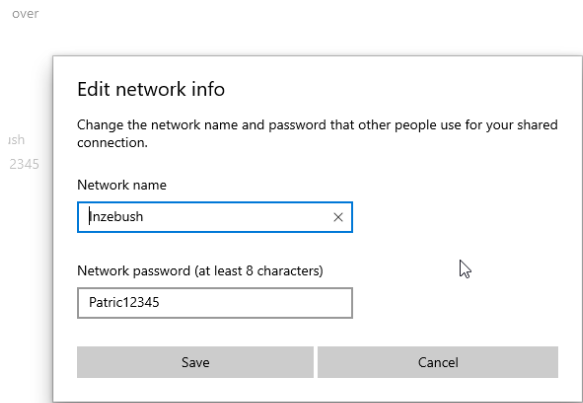 over
Edit network info
Change the network name and password that other people use for your shared
connection.
ush
2345
Network name
Inzebush
Network password (at least 8 characters)
Patric12345
Save Cancel